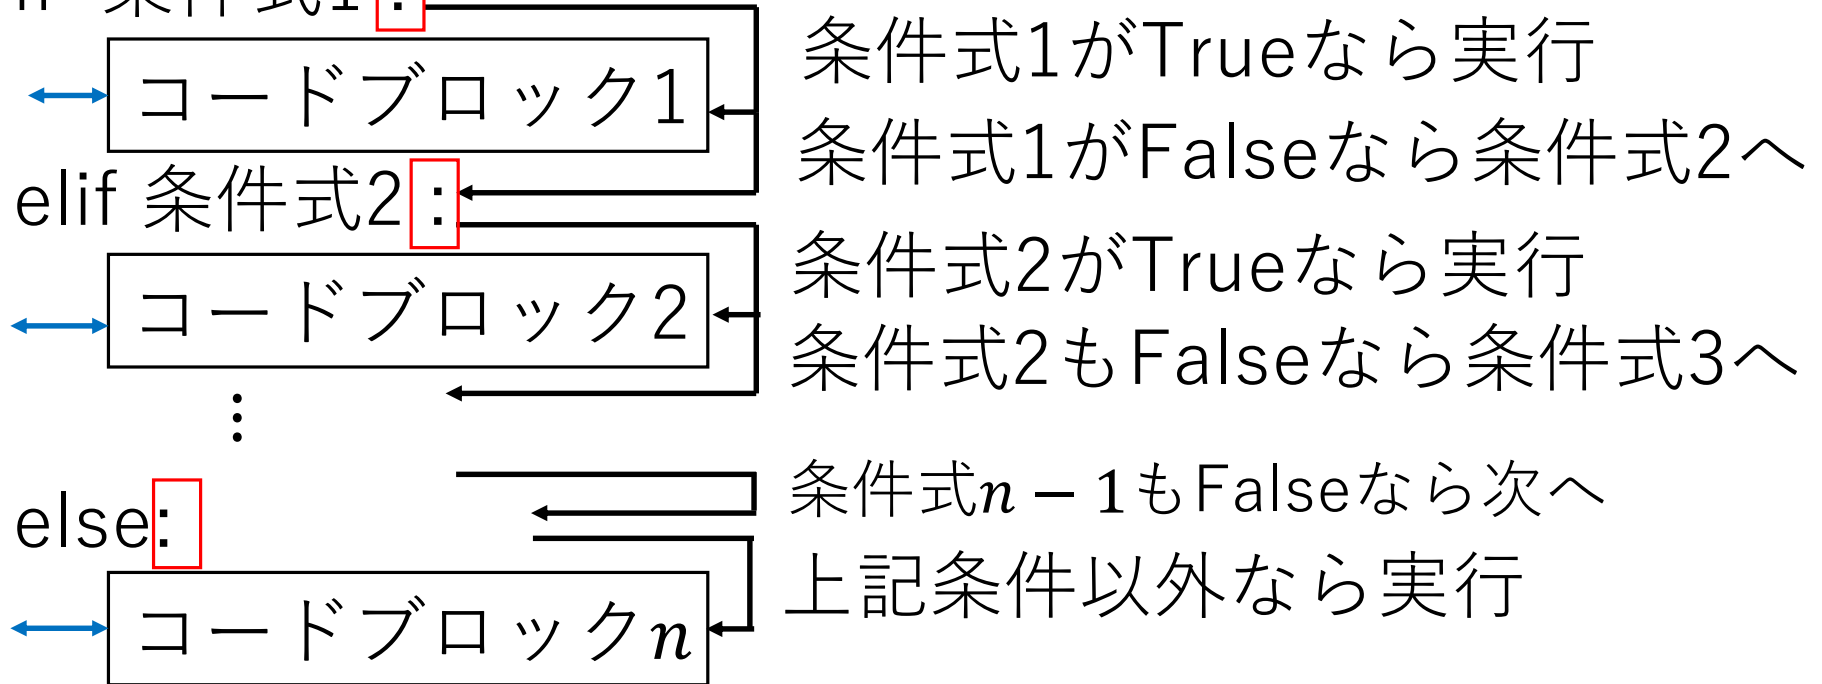 条件式1 :
条件式1がTrueなら実行
コードブロック1
条件式1がFalseなら条件式2へ
elif 条件式2 :
条件式2がTrueなら実行
コードブロック2
条件式2もFalseなら条件式3へ
⋮
条件式n − 1もFalseなら次へ
else:
上記条件以外なら実行
コードブロックn